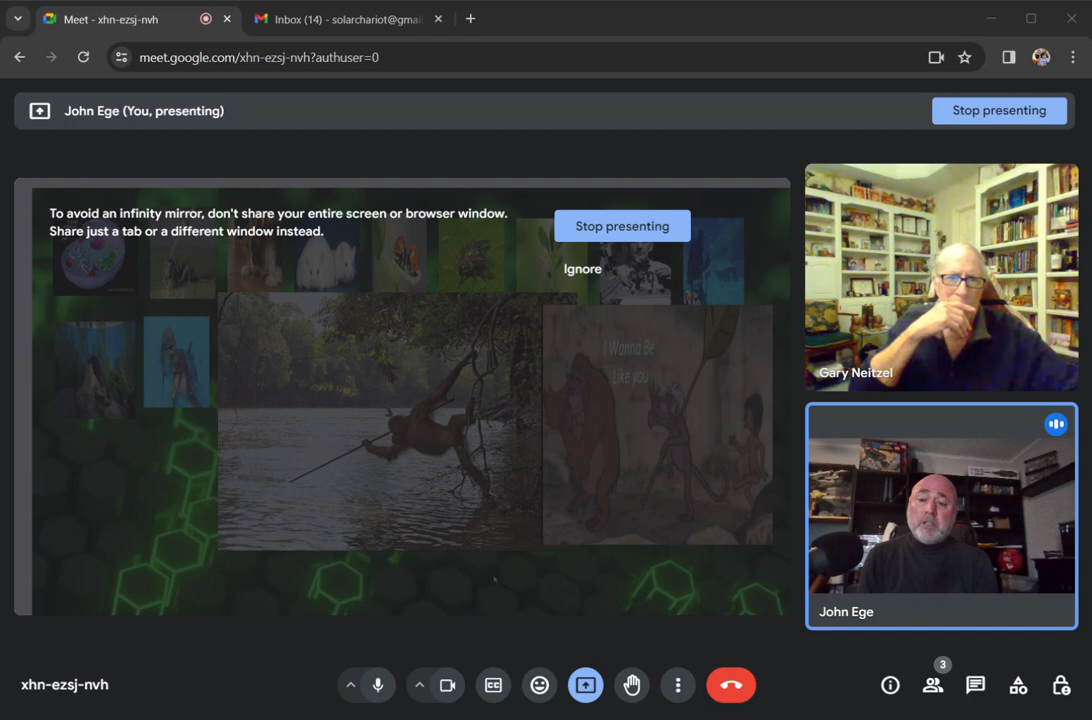 Meet - xhn-ezsj-nvh
Inbox (14) - solarchariot@gmai
meet.google.com/xhn-ezsj-nvh?authuser=0
John Ege (You, presenting)
Stop presenting
To avoid an infinity mirror, don't share your entire screen or browser window.
Share just a tab or a different window instead.
Stop presenting
Ignore
I Wanna Be
Like you
Gary Neitzel
John Ege
xhn-ezsj-nvh
CC
3